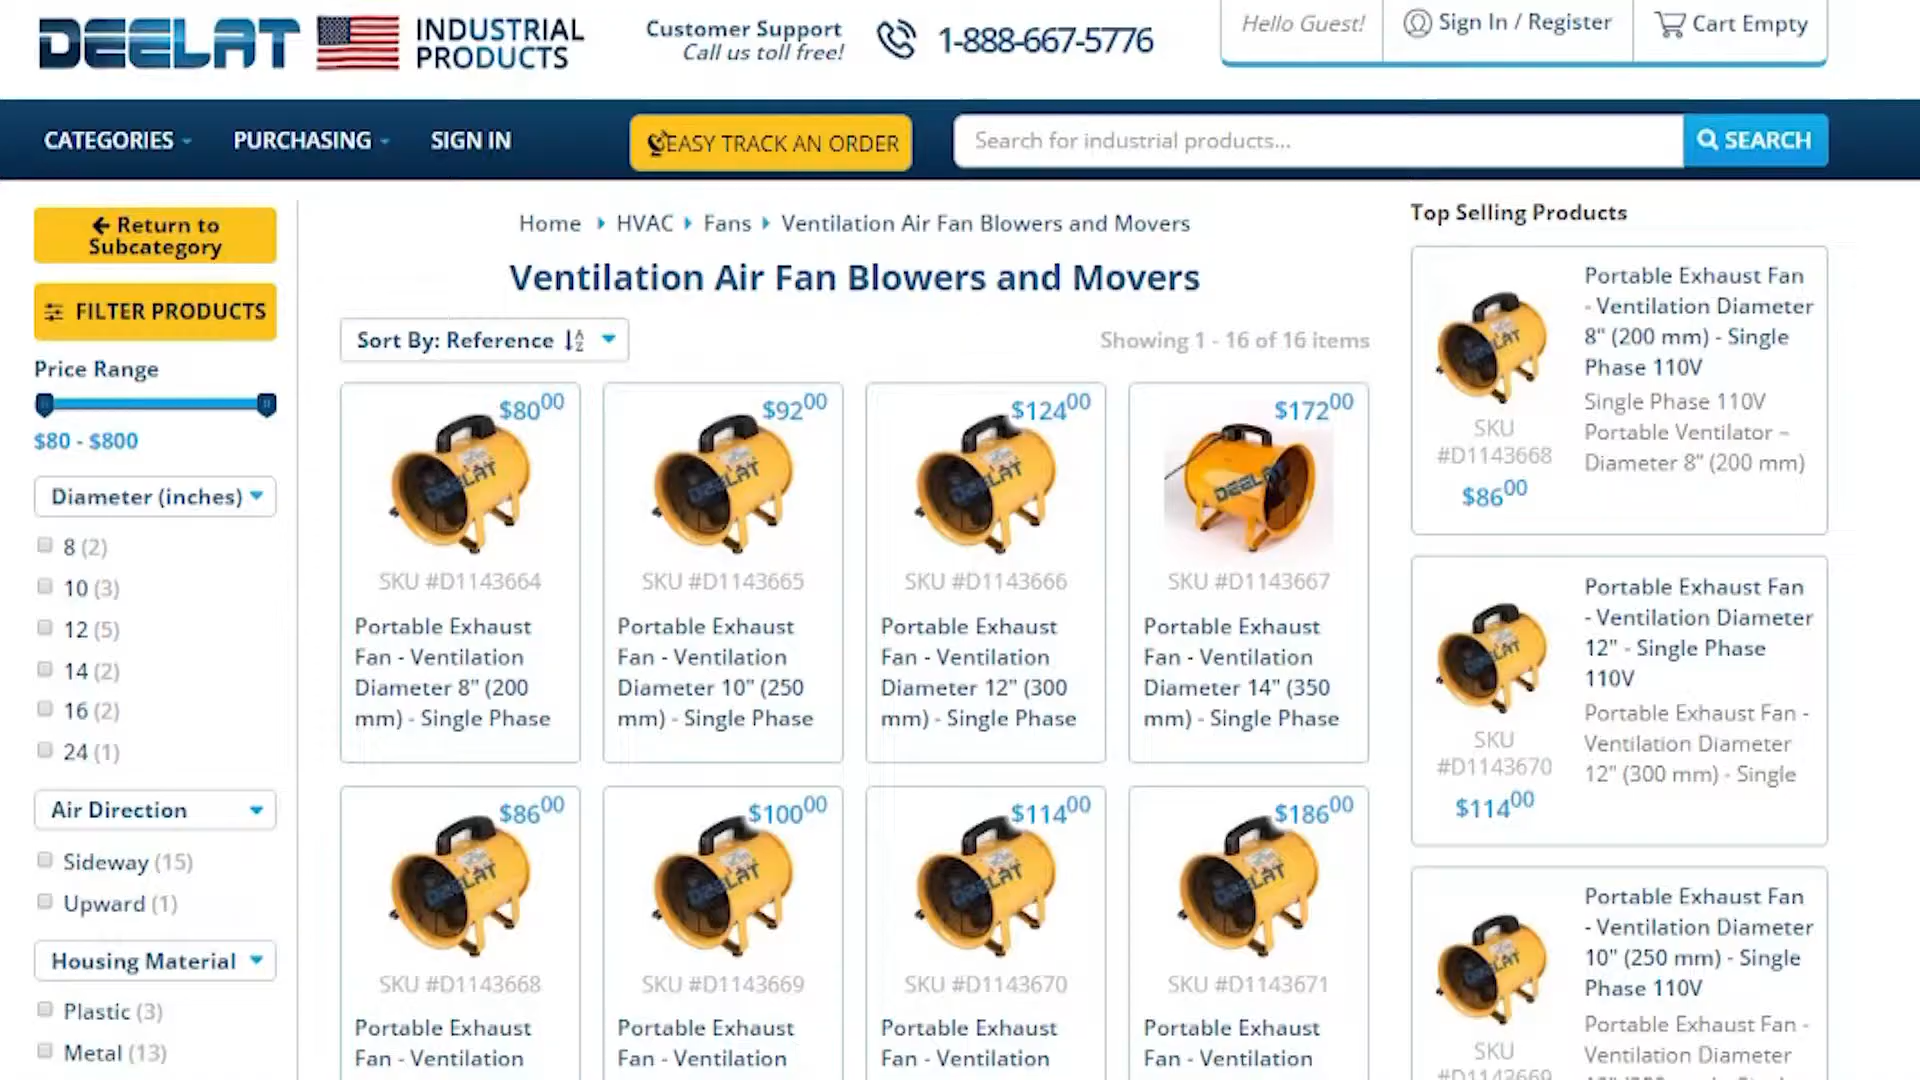 DEELAT
INDUSTRIAL
PRODUCTS
Customer Support
Call us toll free!
1-888-667-5776
Hello Guest!
Sign In / Register
Cart Empty
CATEGORIES
PURCHASING
SIGN IN
EASY TRACK AN ORDER
Search for industrial products...
SEARCH
Return to
Subcategory
FILTER PRODUCTS
Price Range
$80 - $800
Diameter (inches)
8 (2)
10 (3)
12 (5)
14 (2)
16 (2)
24 (1)
Air Direction
Sideway (15)
Upward (1)
Housing Material
Plastic (3)
Metal (13)
Home HVAC Fans Ventilation Air Fan Blowers and Movers
Ventilation Air Fan Blowers and Movers
Sort By: Reference
Showing 1 - 16 of 16 items
$80 00
DEELAT
SKU #D1143664
Portable Exhaust
Fan - Ventilation
Diameter 8" (200
mm) - Single Phase
$92 00
DEELAT
SKU #D1143665
Portable Exhaust
Fan - Ventilation
Diameter 10" (250
mm) - Single Phase
$124 00
DEELAT
SKU #D1143666
Portable Exhaust
Fan - Ventilation
Diameter 12" (300
mm) - Single Phase
$172 00
DEELAT
SKU #D1143667
Portable Exhaust
Fan - Ventilation
Diameter 14" (350
mm) - Single Phase
$86 00
DEELAT
SKU #D1143668
Portable Exhaust
Fan - Ventilation
$100 00
DEELAT
SKU #D1143669
Portable Exhaust
Fan - Ventilation
$114 00
DEELAT
SKU #D1143670
Portable Exhaust
Fan - Ventilation
$186 00
DEELAT
SKU #D1143671
Portable Exhaust
Fan - Ventilation
Top Selling Products
DEELAT
SKU
#D1143668
$86 00
Portable Exhaust Fan
- Ventilation Diameter
8" (200 mm) - Single
Phase 110V
Single Phase 110V
Portable Ventilator –
Diameter 8" (200 mm)
DEELAT
SKU
#D1143670
$114 00
Portable Exhaust Fan
- Ventilation Diameter
12" - Single Phase
110V
Portable Exhaust Fan -
Ventilation Diameter
12" (300 mm) - Single
DEELAT
SKU
#D1143669
Portable Exhaust Fan
- Ventilation Diameter
10" (250 mm) - Single
Phase 110V
Portable Exhaust Fan -
Ventilation Diameter